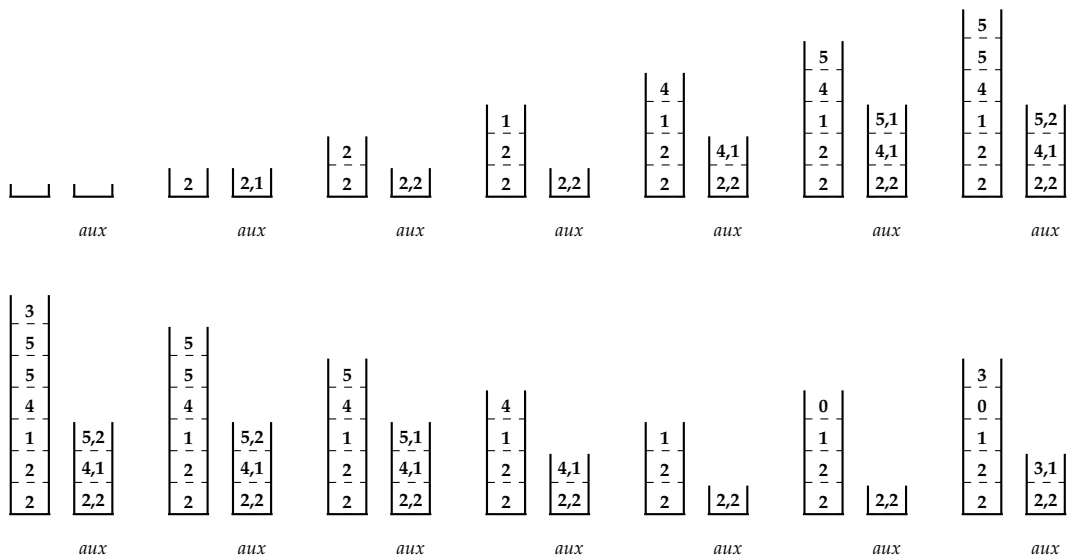 5
5 5
4 4 4
1 1 1 5,1 1 5,2
2 2 2 4,1 2 4,1 2 4,1
2 2,1 2 2,2 2 2,2 2 2,2 2 2,2 2 2,2
aux aux aux aux aux aux aux
3
5 5
5 5 5 3
4 4 4 4 0 0
1 5,2 1 5,2 1 5,1 1 1 1 1
2 4,1 2 4,1 2 4,1 2 4,1 2 2 2 3,1
2 2,2 2 2,2 2 2,2 2 2,2 2 2,2 2 2,2 2 2,2
aux aux aux aux aux aux aux